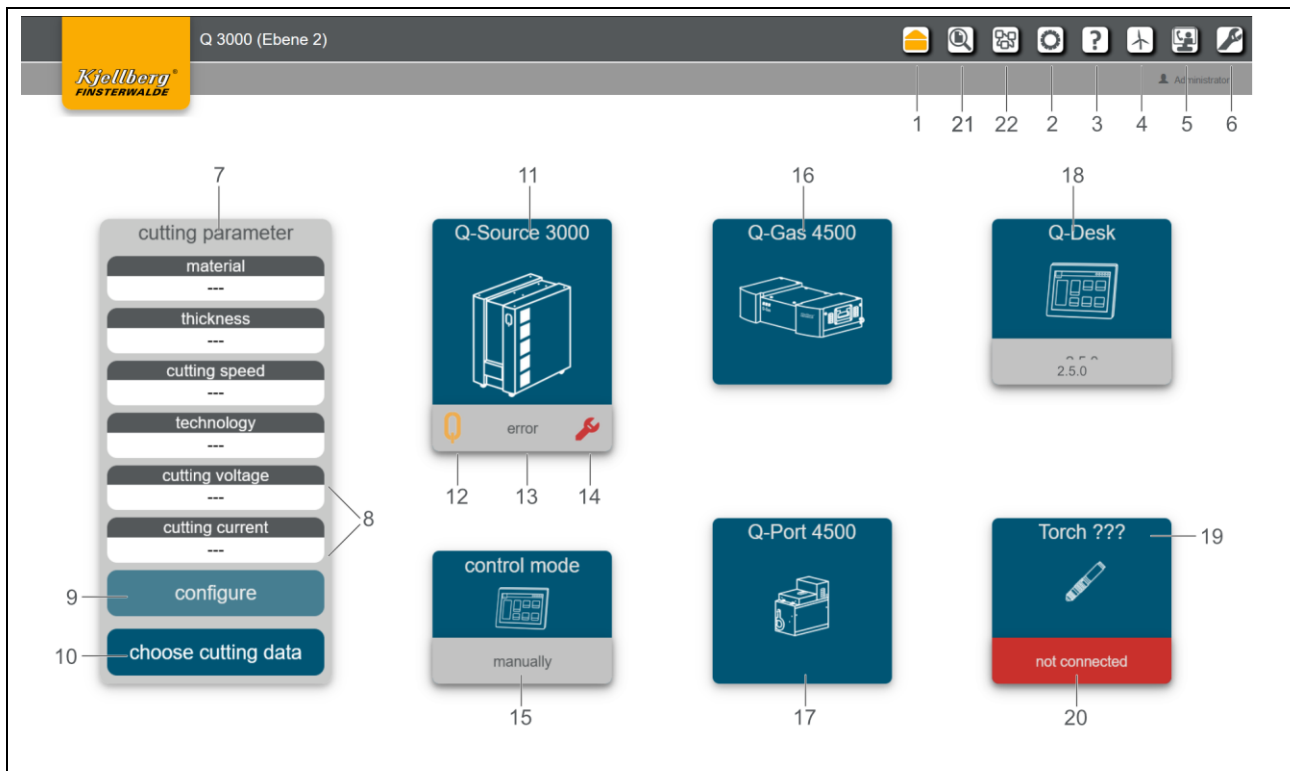 Q 3000 (Ebene 2)
?
Kjellberg®
FINSTERWALDE
Administrator
1 21 22 2 3 4 5 6
7 11 16 18
cutting parameter
material
---
thickness
---
cutting speed
---
technology
---
cutting voltage
---
cutting current
---
8
9
configure
10
choose cutting data
Q-Source 3000
Q
error
12 13 14
control mode
manually
15
Q-Gas 4500
Q-Port 4500
17
Q-Desk
2.5.0
Torch ???
19
not connected
20